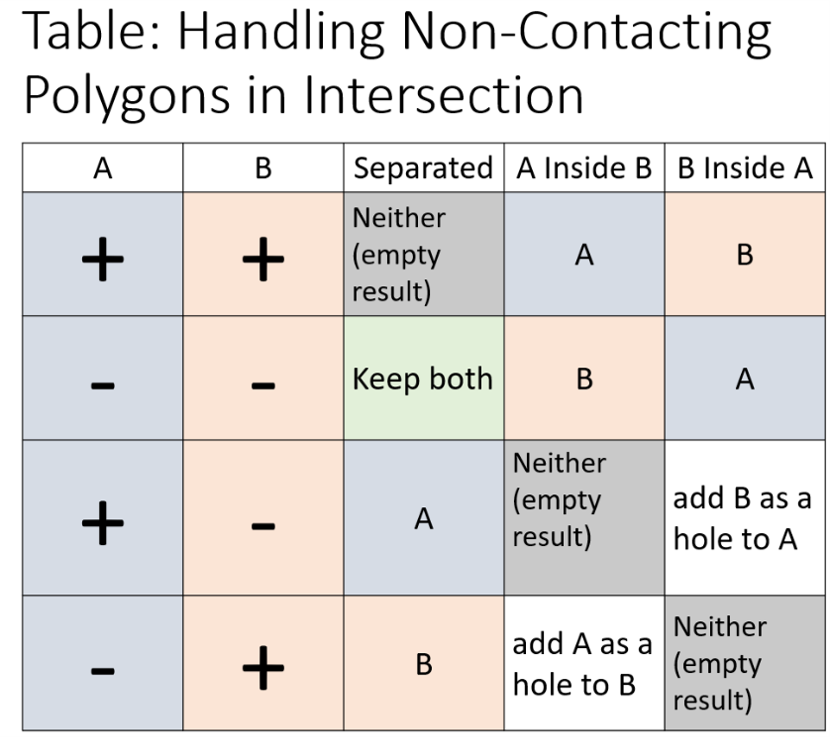 Table: Handling Non-Contacting
Polygons in Intersection
A B Separated A Inside B B Inside A
+ + Neither (empty result) A B
- - Keep both B A
+ - A Neither (empty result) add B as a hole to A
- + B add A as a hole to B Neither (empty result)